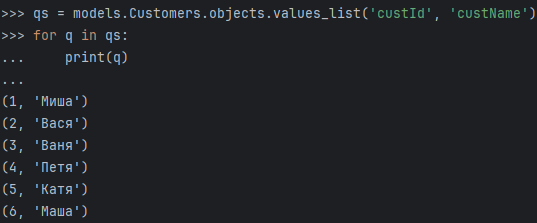 >>> qs = models.Customers.objects.values_list('custId', 'custName')
>>> for q in qs:
...     print(q)
...
(1, 'Миша')
(2, 'Вася')
(3, 'Ваня')
(4, 'Петя')
(5, 'Катя')
(6, 'Маша')